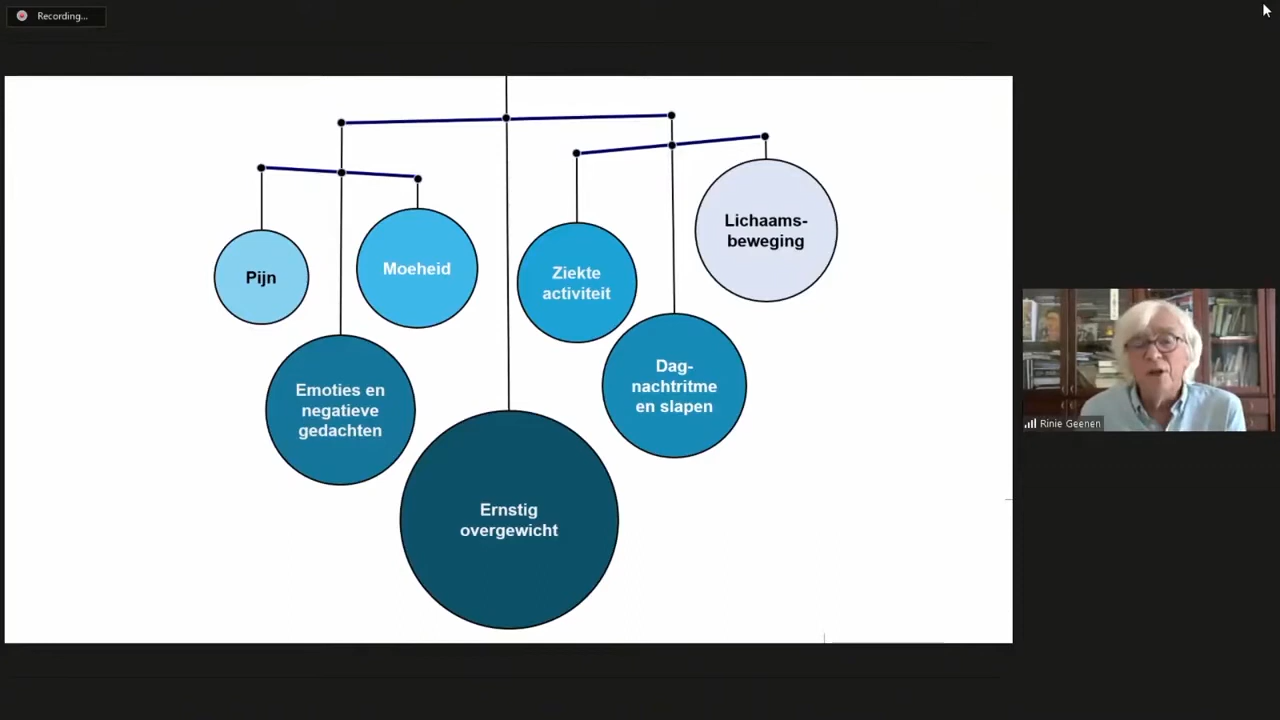 Recording...
Lichaams-
beweging
Pijn
Moeheid
Ziekte
activiteit
Emoties en
negatieve
gedachten
Dag-
nachtritme
en slapen
Ernstig
overgewicht
Rinie Geenen